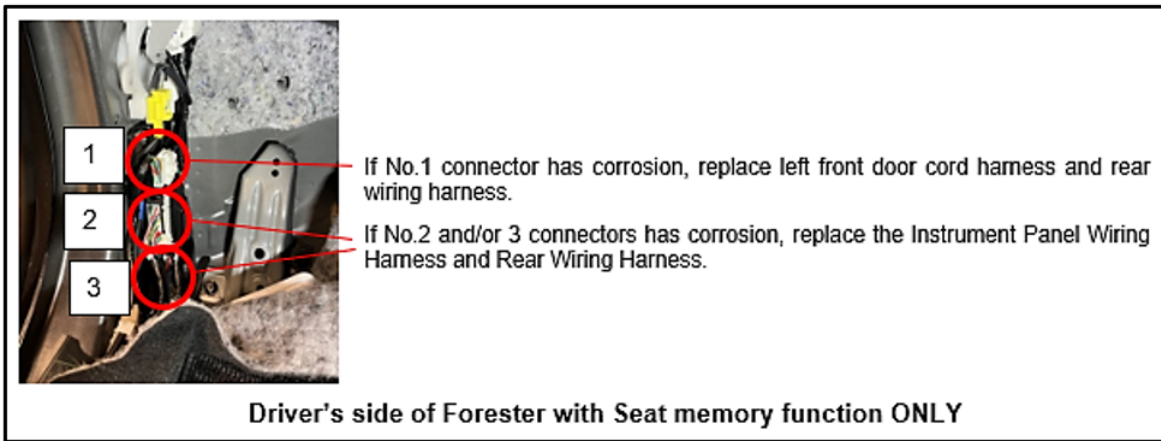 1
2
3
If No.1 connector has corrosion, replace left front door cord harness and rear
wiring harness.
If No.2 and/or 3 connectors has corrosion, replace the Instrument Panel Wiring
Harness and Rear Wiring Harness.
Driver's side of Forester with Seat memory function ONLY